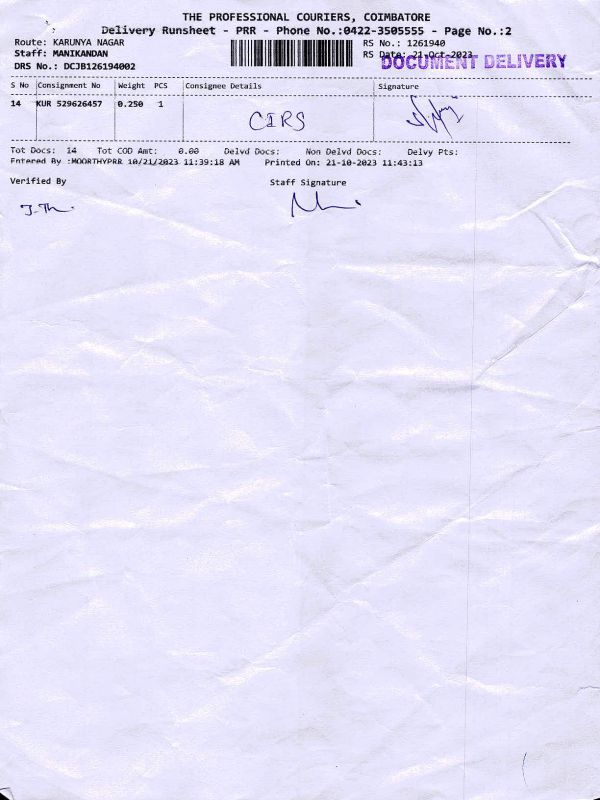 THE PROFESSIONAL COURIERS, COIMBATORE
Delivery Runsheet - PRR - Phone No.:0422-3505555 - Page No.:2
Route: KARUNYA NAGAR RS No.: 1261940
Staff: MANIKANDAN RS Date: 21-Oct-2023
DOCUMENT DELIVERY
DRS No.: DCJB126194002
S No Consignment No Weight PCS Consignee Details Signature
14 KUR 529626457 0.250 1
CIRS
Tot Docs: 14 Tot COD Amt: 0.00 Delvd Docs: Non Delvd Docs: Delvy Pts:
Entered By :MOORTHYPRR 10/21/2023 11:39:18 AM Printed On: 21-10-2023 11:43:13
Verified By Staff Signature